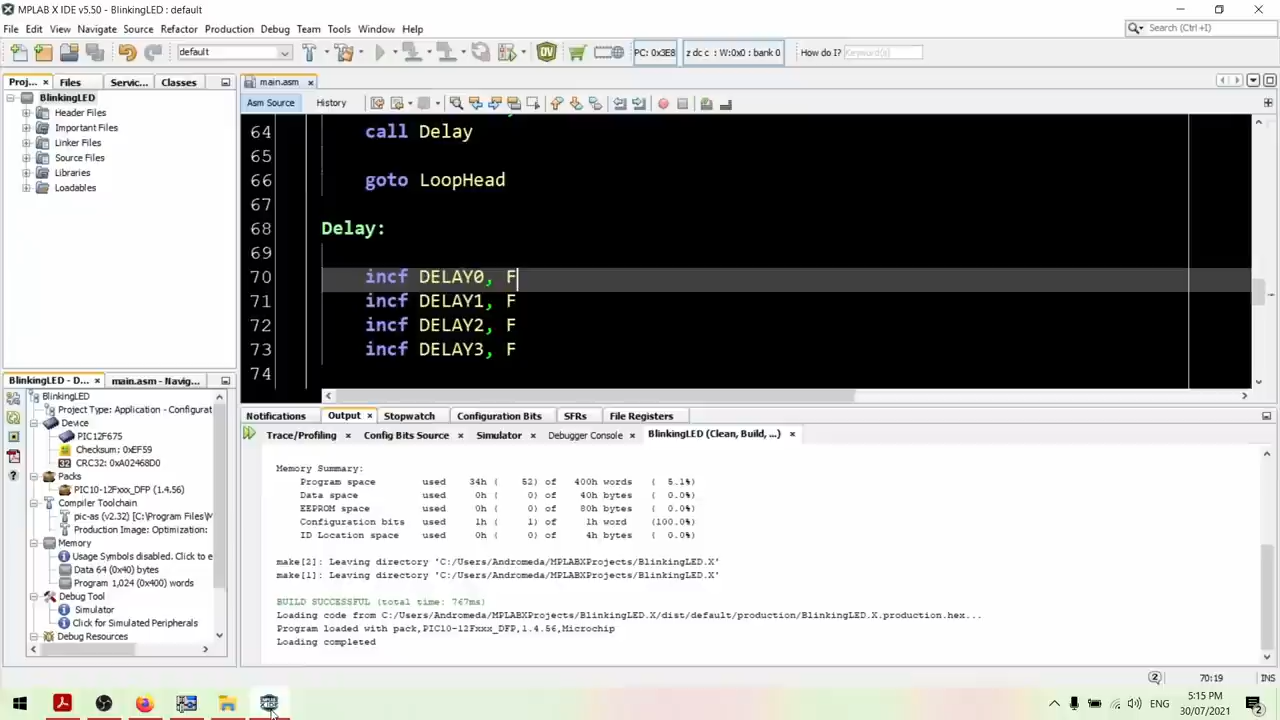 MPLAB X IDE v5.50 - BlinkingLED : default
File Edit View Navigate Source Refactor Production Debug Team Tools Window Help
Search (Ctrl+I)
default
PC: 0x3E8
z dc c : W:0x0 : bank 0
How do I? Keyword(s)
Proj... × Files Servic... Classes
main.asm ×
BlinkingLED
Header Files
Important Files
Linker Files
Source Files
Libraries
Loadables
Asm Source History
64 call Delay
65
66 goto LoopHead
67
68 Delay:
69
70 incf DELAY0, F
71 incf DELAY1, F
72 incf DELAY2, F
73 incf DELAY3, F
74
BlinkingLED - D... × main.asm - Navig...
BlinkingLED
Project Type: Application - Configurat
Device
PIC12F675
Checksum: 0xEF59
CRC32: 0xA02468D0
Packs
PIC10-12Fxxx_DFP (1.4.56)
Compiler Toolchain
pic-as (v2.32) [C:\Program Files\M
Production Image: Optimization:
Memory
Usage Symbols disabled. Click to e
Data 64 (0x40) bytes
Program 1,024 (0x400) words
Debug Tool
Simulator
Click for Simulated Peripherals
Debug Resources
Notifications Output × Stopwatch Configuration Bits SFRs File Registers
Trace/Profiling × Config Bits Source × Simulator × Debugger Console × BlinkingLED (Clean, Build, ...) ×
Memory Summary:
Program space used 34h ( 52) of 400h words ( 5.1%)
Data space used 0h ( 0) of 40h bytes ( 0.0%)
EEPROM space used 0h ( 0) of 80h bytes ( 0.0%)
Configuration bits used 1h ( 1) of 1h word (100.0%)
ID Location space used 0h ( 0) of 4h bytes ( 0.0%)
make[2]: Leaving directory 'C:/Users/Andromeda/MPLABXProjects/BlinkingLED.X'
make[1]: Leaving directory 'C:/Users/Andromeda/MPLABXProjects/BlinkingLED.X'
BUILD SUCCESSFUL (total time: 767ms)
Loading code from C:/Users/Andromeda/MPLABXProjects/BlinkingLED.X/dist/default/production/BlinkingLED.X.production.hex...
Program loaded with pack,PIC10-12Fxxx_DFP,1.4.56,Microchip
Loading completed
70:19 INS
ENG
5:15 PM
30/07/2021